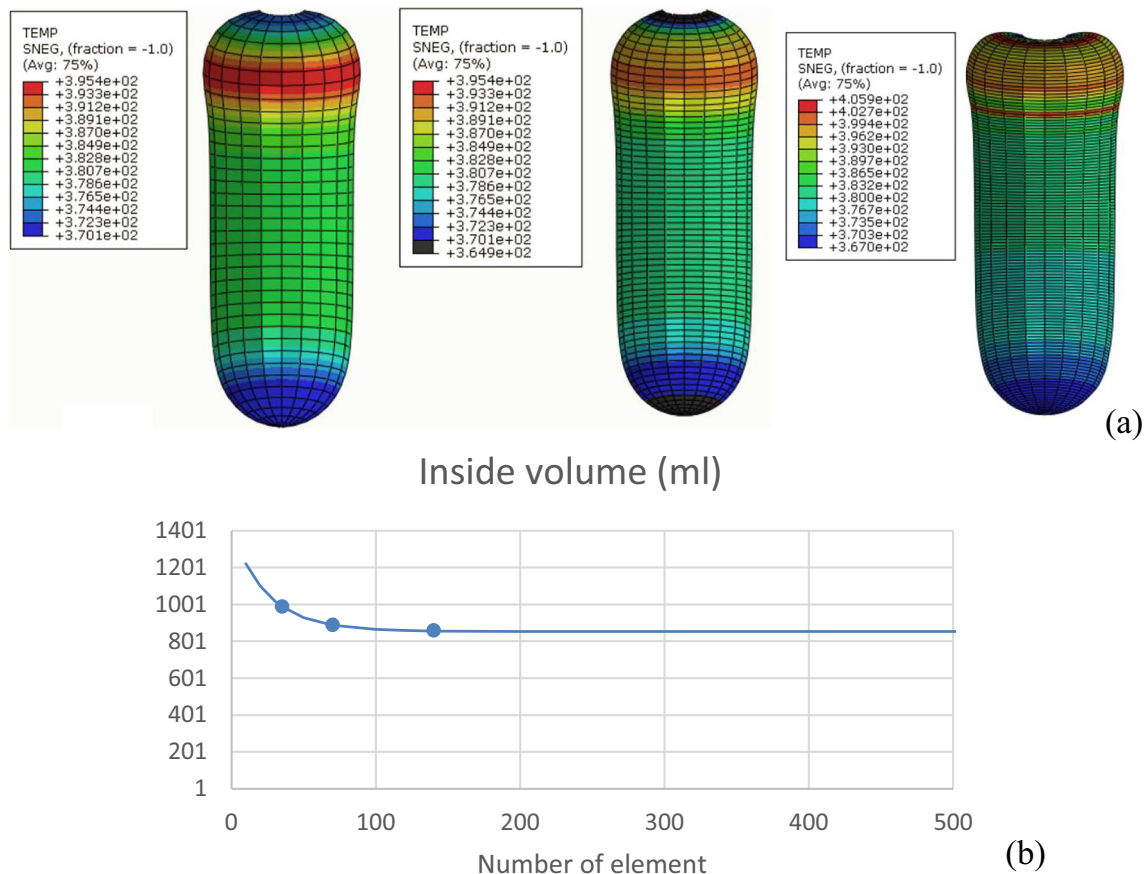 TEMP
SNEG, (fraction = -1.0)
(Avg: 75%)
+3.954e+02
+3.933e+02
+3.912e+02
+3.891e+02
+3.870e+02
+3.849e+02
+3.828e+02
+3.807e+02
+3.786e+02
+3.765e+02
+3.744e+02
+3.723e+02
+3.701e+02
TEMP
SNEG, (fraction = -1.0)
(Avg: 75%)
+3.954e+02
+3.933e+02
+3.912e+02
+3.891e+02
+3.870e+02
+3.849e+02
+3.828e+02
+3.807e+02
+3.786e+02
+3.765e+02
+3.744e+02
+3.723e+02
+3.701e+02
+3.649e+02
TEMP
SNEG, (fraction = -1.0)
(Avg: 75%)
+4.059e+02
+4.027e+02
+3.994e+02
+3.962e+02
+3.930e+02
+3.897e+02
+3.865e+02
+3.832e+02
+3.800e+02
+3.767e+02
+3.735e+02
+3.703e+02
+3.670e+02
(a)
Inside volume (ml)
1401
1201
1001
801
601
401
201
1
0 100 200 300 400 500
Number of element
(b)